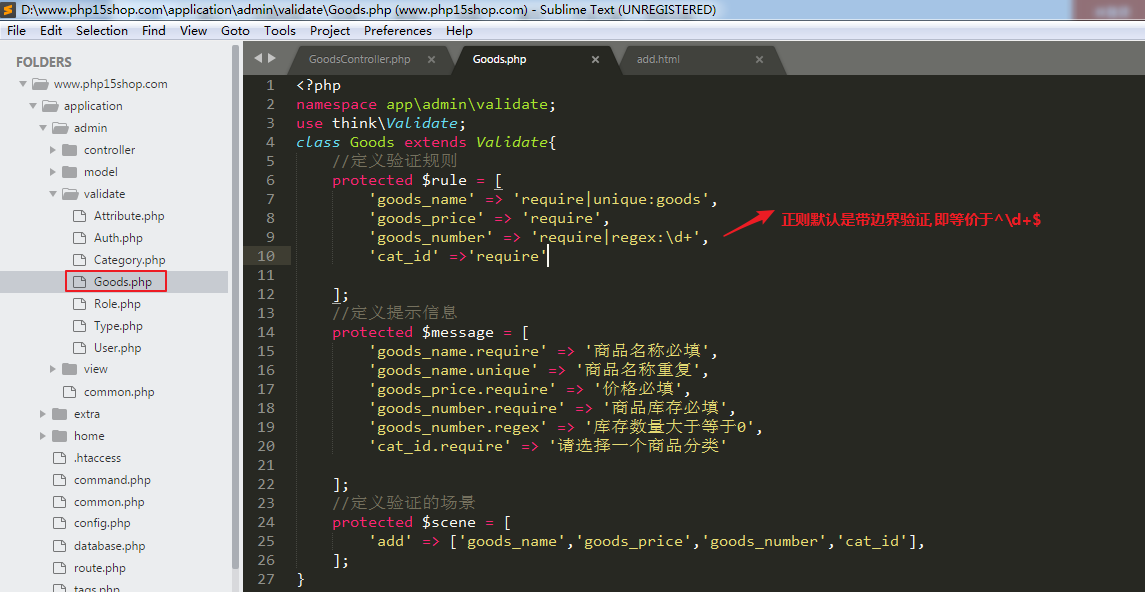 D:\www.php15shop.com\application\admin\validate\Goods.php (www.php15shop.com) - Sublime Text (UNREGISTERED)
File Edit Selection Find View Goto Tools Project Preferences Help
FOLDERS
www.php15shop.com
application
admin
controller
model
validate
Attribute.php
Auth.php
Category.php
Goods.php
Role.php
Type.php
User.php
view
common.php
extra
home
.htaccess
command.php
common.php
config.php
database.php
route.php
tags.php
GoodsController.php × Goods.php × add.html ×
1 <?php
2 namespace app\admin\validate;
3 use think\Validate;
4 class Goods extends Validate{
5 //定义验证规则
6 protected $rule = [
7 'goods_name' => 'require|unique:goods',
8 'goods_price' => 'require',
9 'goods_number' => 'require|regex:\d+',
正则默认是带边界验证,即等价于^\d+$
10 'cat_id' =>'require'
11
12 ];
13 //定义提示信息
14 protected $message = [
15 'goods_name.require' => '商品名称必填',
16 'goods_name.unique' => '商品名称重复',
17 'goods_price.require' => '价格必填',
18 'goods_number.require' => '商品库存必填',
19 'goods_number.regex' => '库存数量大于等于0',
20 'cat_id.require' => '请选择一个商品分类'
21
22 ];
23 //定义验证的场景
24 protected $scene = [
25 'add' => ['goods_name','goods_price','goods_number','cat_id'],
26 ];
27 }